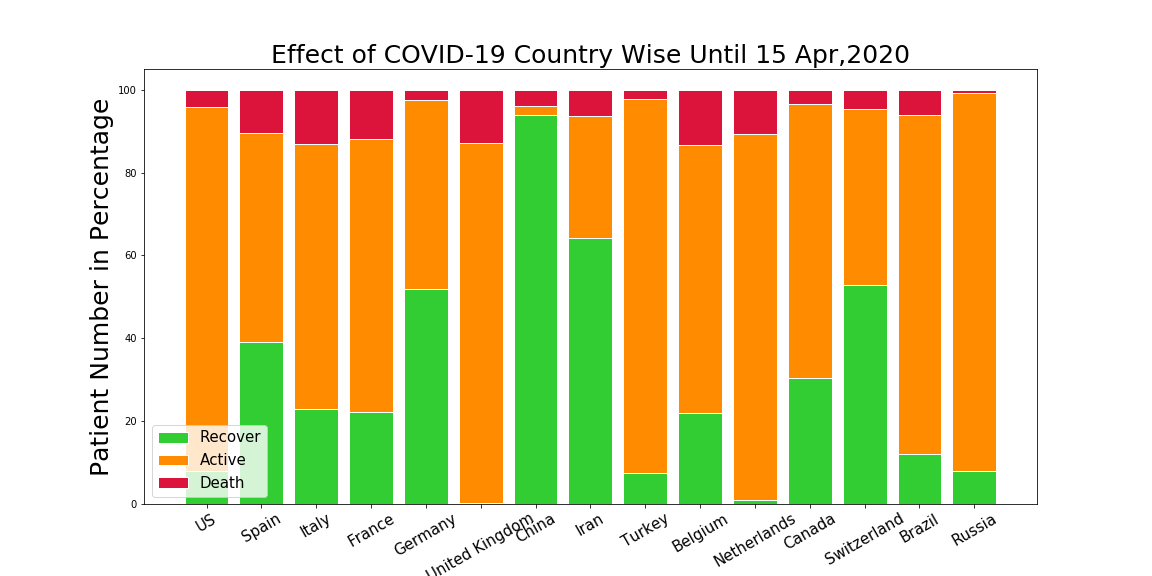 Effect of COVID-19 Country Wise Until 15 Apr,2020
Patient Number in Percentage
100
80
60
40
20
0
Recover
Active
Death
US
Spain
Italy
France
Germany
United Kingdom
China
Iran
Turkey
Belgium
Netherlands
Canada
Switzerland
Brazil
Russia